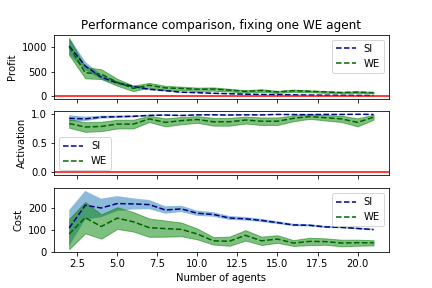 Performance comparison, fixing one WE agent
1000
500
0
Profit
SI
WE
1.0
0.5
0.0
Activation
SI
WE
200
100
0
Cost
SI
WE
2.5 5.0 7.5 10.0 12.5 15.0 17.5 20.0
Number of agents